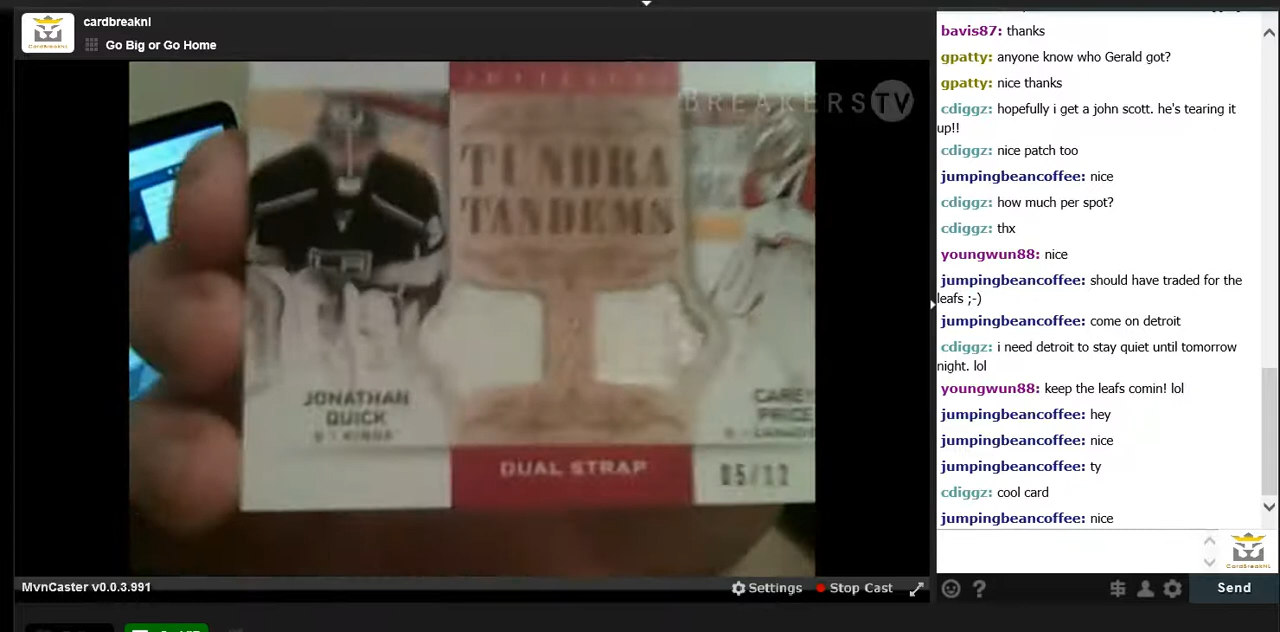 cardbreaknl
CardBreakNL
Go Big or Go Home
BREAKERS TV
TUNDRA
TANDEMS
JONATHAN
QUICK
G - KINGS
CAREY
PRICE
DUAL STRAP
05/12
MvnCaster v0.0.3.991
Settings
Stop Cast
bavis87: thanks
gpatty: anyone know who Gerald got?
gpatty: nice thanks
cdiggz: hopefully i get a john scott. he's tearing it
up!!
cdiggz: nice patch too
jumpingbeancoffee: nice
cdiggz: how much per spot?
cdiggz: thx
youngwun88: nice
jumpingbeancoffee: should have traded for the
leafs ;-)
jumpingbeancoffee: come on detroit
cdiggz: i need detroit to stay quiet until tomorrow
night. lol
youngwun88: keep the leafs comin! lol
jumpingbeancoffee: hey
jumpingbeancoffee: nice
jumpingbeancoffee: ty
cdiggz: cool card
jumpingbeancoffee: nice
CardBreakNL
Send